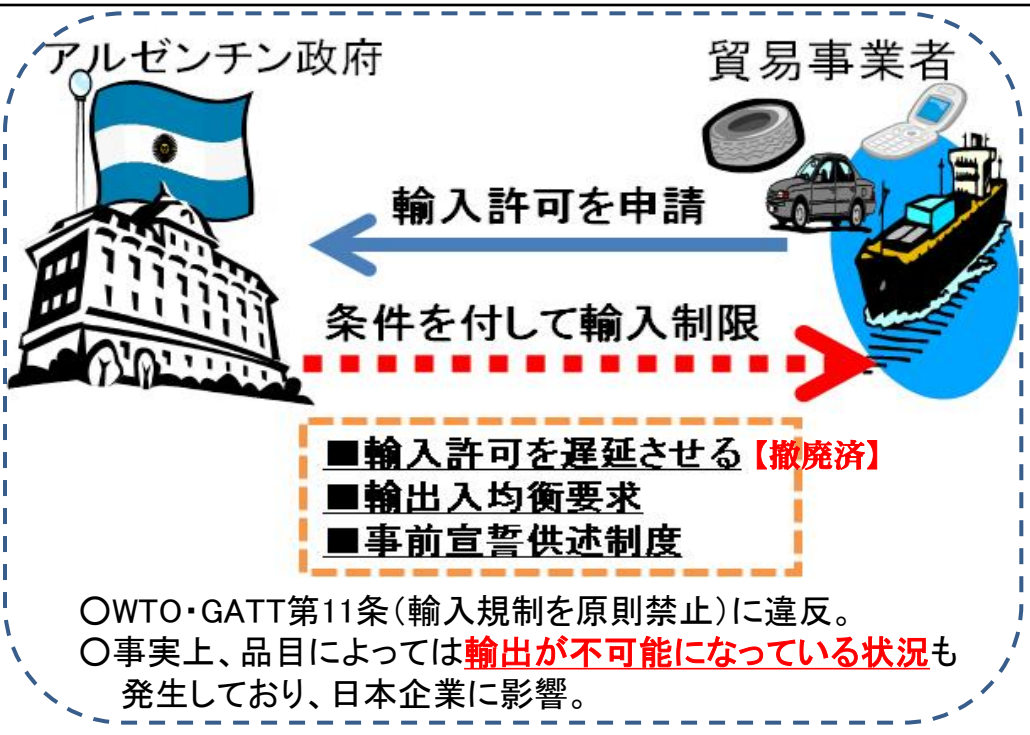 アルゼンチン政府
貿易事業者
輸入許可を申請
条件を付して輸入制限
■輸入許可を遅延させる【撤廃済】
■輸出入均衡要求
■事前宣誓供述制度
○WTO・GATT第11条(輸入規制を原則禁止)に違反。
○事実上、品目によっては輸出が不可能になっている状況も
発生しており、日本企業に影響。